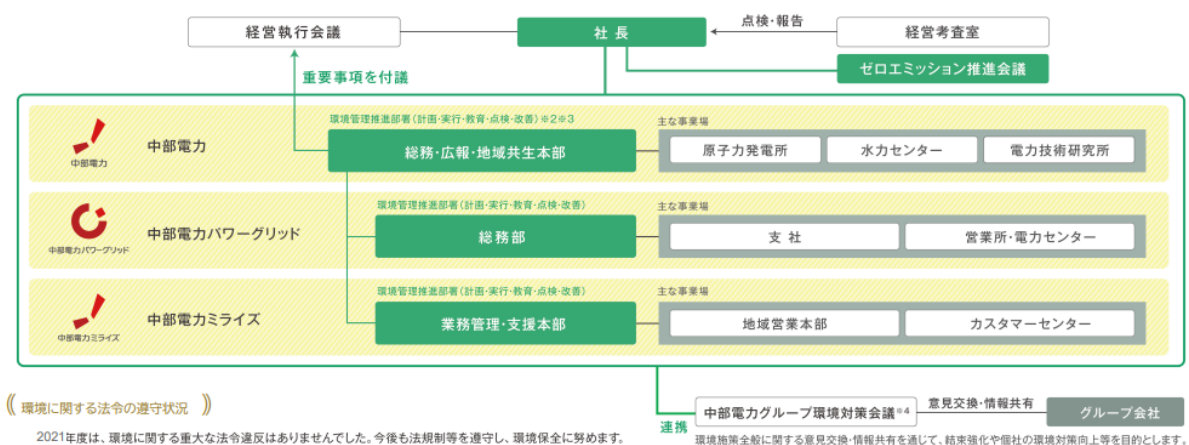 経営執行会議
社長
点検・報告
経営考査室
ゼロエミッション推進会議
重要事項を付議
中部電力
中部電力
環境管理推進部署(計画・実行・教育・点検・改善)※2※3
総務・広報・地域共生本部
主な事業場
原子力発電所
水力センター
電力技術研究所
中部電力パワーグリッド
中部電力パワーグリッド
環境管理推進部署(計画・実行・教育・点検・改善)
総務部
主な事業場
支社
営業所・電力センター
中部電力ミライズ
中部電力ミライズ
環境管理推進部署(計画・実行・教育・点検・改善)
業務管理・支援本部
主な事業場
地域営業本部
カスタマーセンター
連携
中部電力グループ環境対策会議※4
意見交換・情報共有
グループ会社
環境施策全般に関する意見交換・情報共有を通じて、結束強化や個社の環境対策向上等を目的とします。
《 環境に関する法令の遵守状況 》
2021年度は、環境に関する重大な法令違反はありませんでした。今後も法規制等を遵守し、環境保全に努めます。